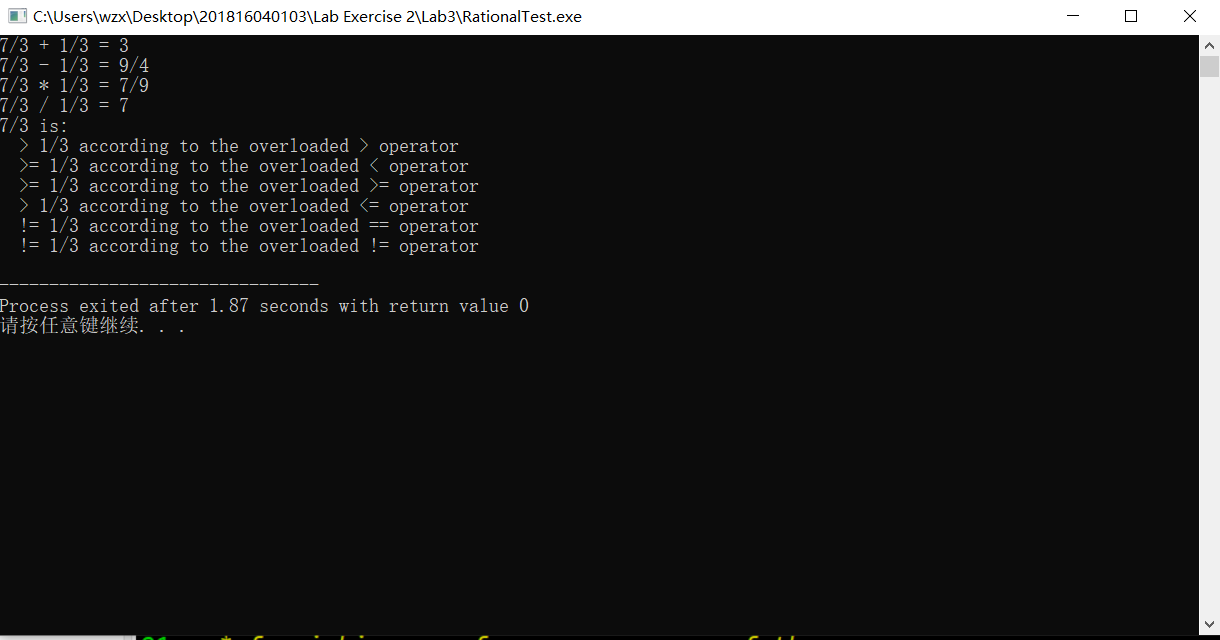 C:\Users\wzx\Desktop\201816040103\Lab Exercise 2\Lab3\RationalTest.exe
7/3 + 1/3 = 3
7/3 - 1/3 = 9/4
7/3 * 1/3 = 7/9
7/3 / 1/3 = 7
7/3 is:
  > 1/3 according to the overloaded > operator
  >= 1/3 according to the overloaded < operator
  >= 1/3 according to the overloaded >= operator
  > 1/3 according to the overloaded <= operator
  != 1/3 according to the overloaded == operator
  != 1/3 according to the overloaded != operator
--------------------------------
Process exited after 1.87 seconds with return value 0
请按任意键继续. . .